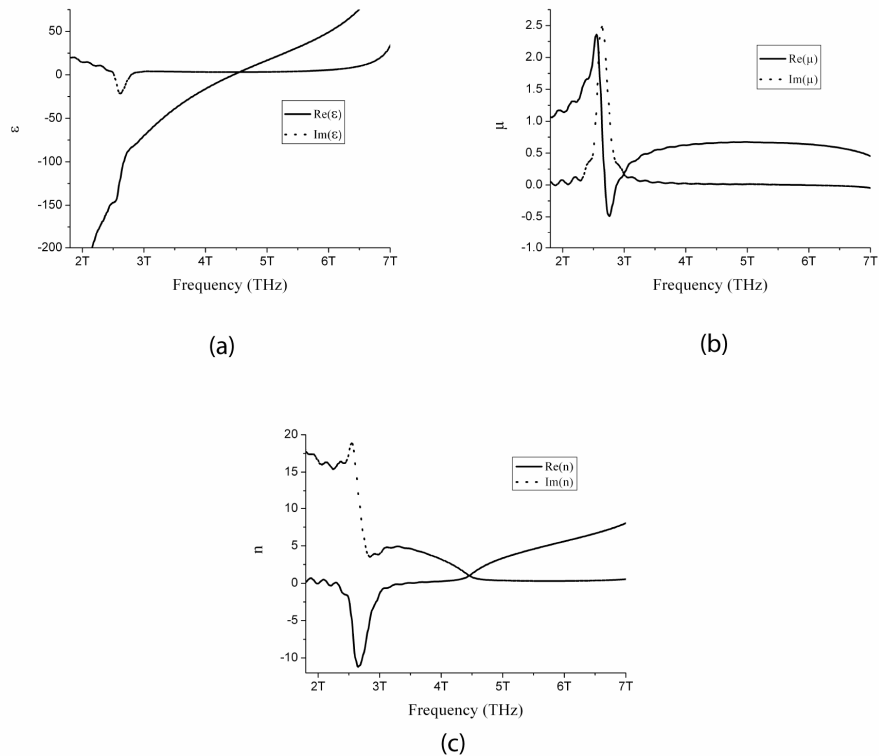 50
0
-50
-100
-150
-200
ε
2T 3T 4T 5T 6T 7T
Frequency (THz)
Re(ε)
Im(ε)
(a)
2.5
2.0
1.5
1.0
0.5
0.0
-0.5
-1.0
μ
2T 3T 4T 5T 6T 7T
Frequency (THz)
Re(μ)
Im(μ)
(b)
20
15
10
5
0
-5
-10
n
2T 3T 4T 5T 6T 7T
Frequency (THz)
Re(n)
Im(n)
(c)